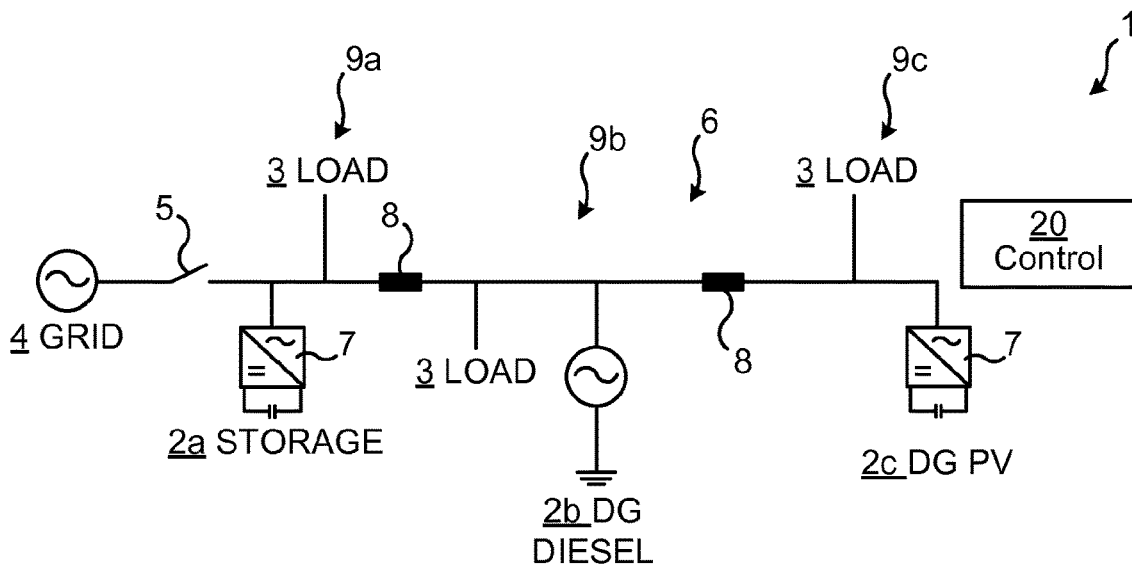 1
9a
9c
6
9b
3 LOAD
3 LOAD
5
8
20
Control
4 GRID
7
3 LOAD
8
7
2a STORAGE
2c DG PV
2b DG
DIESEL